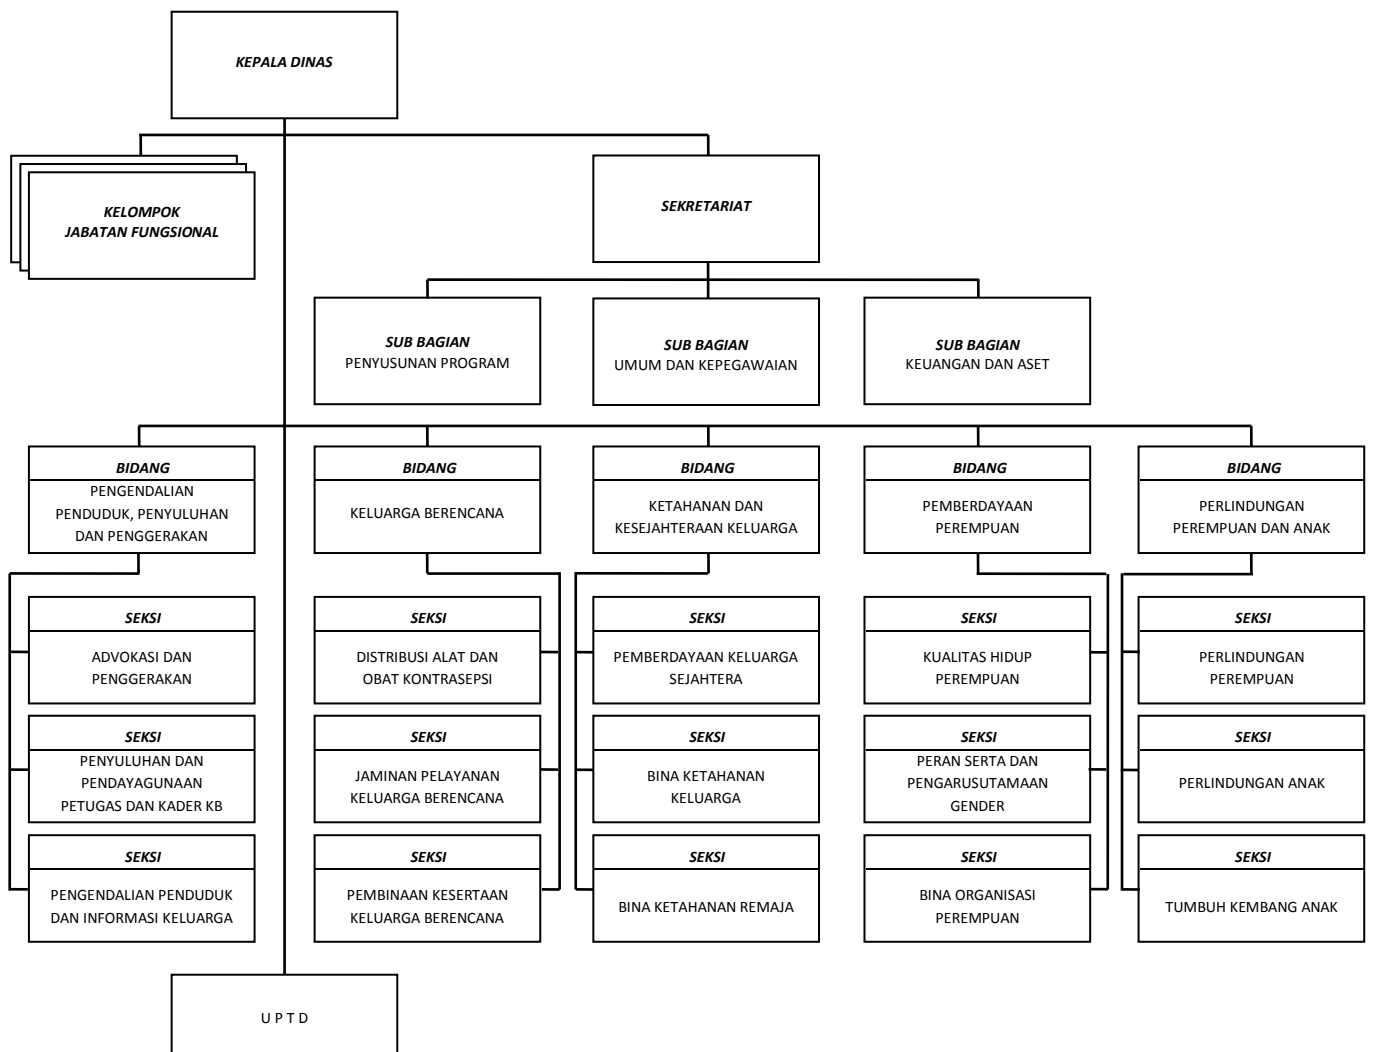 KEPALA DINAS
KELOMPOK
JABATAN FUNGSIONAL
SEKRETARIAT
SUB BAGIAN
PENYUSUNAN PROGRAM
SUB BAGIAN
UMUM DAN KEPEGAWAIAN
SUB BAGIAN
KEUANGAN DAN ASET
BIDANG
PENGENDALIAN
PENDUDUK, PENYULUHAN
DAN PENGGERAKAN
BIDANG
KELUARGA BERENCANA
BIDANG
KETAHANAN DAN
KESEJAHTERAAN KELUARGA
BIDANG
PEMBERDAYAAN
PEREMPUAN
BIDANG
PERLINDUNGAN
PEREMPUAN DAN ANAK
SEKSI
ADVOKASI DAN
PENGGERAKAN
SEKSI
DISTRIBUSI ALAT DAN
OBAT KONTRASEPSI
SEKSI
PEMBERDAYAAN KELUARGA
SEJAHTERA
SEKSI
KUALITAS HIDUP
PEREMPUAN
SEKSI
PERLINDUNGAN
PEREMPUAN
SEKSI
PENYULUHAN DAN
PENDAYAGUNAAN
PETUGAS DAN KADER KB
SEKSI
JAMINAN PELAYANAN
KELUARGA BERENCANA
SEKSI
BINA KETAHANAN
KELUARGA
SEKSI
PERAN SERTA DAN
PENGARUSUTAMAAN
GENDER
SEKSI
PERLINDUNGAN ANAK
SEKSI
PENGENDALIAN PENDUDUK
DAN INFORMASI KELUARGA
SEKSI
PEMBINAAN KESERTAAN
KELUARGA BERENCANA
SEKSI
BINA KETAHANAN REMAJA
SEKSI
BINA ORGANISASI
PEREMPUAN
SEKSI
TUMBUH KEMBANG ANAK
U P T D